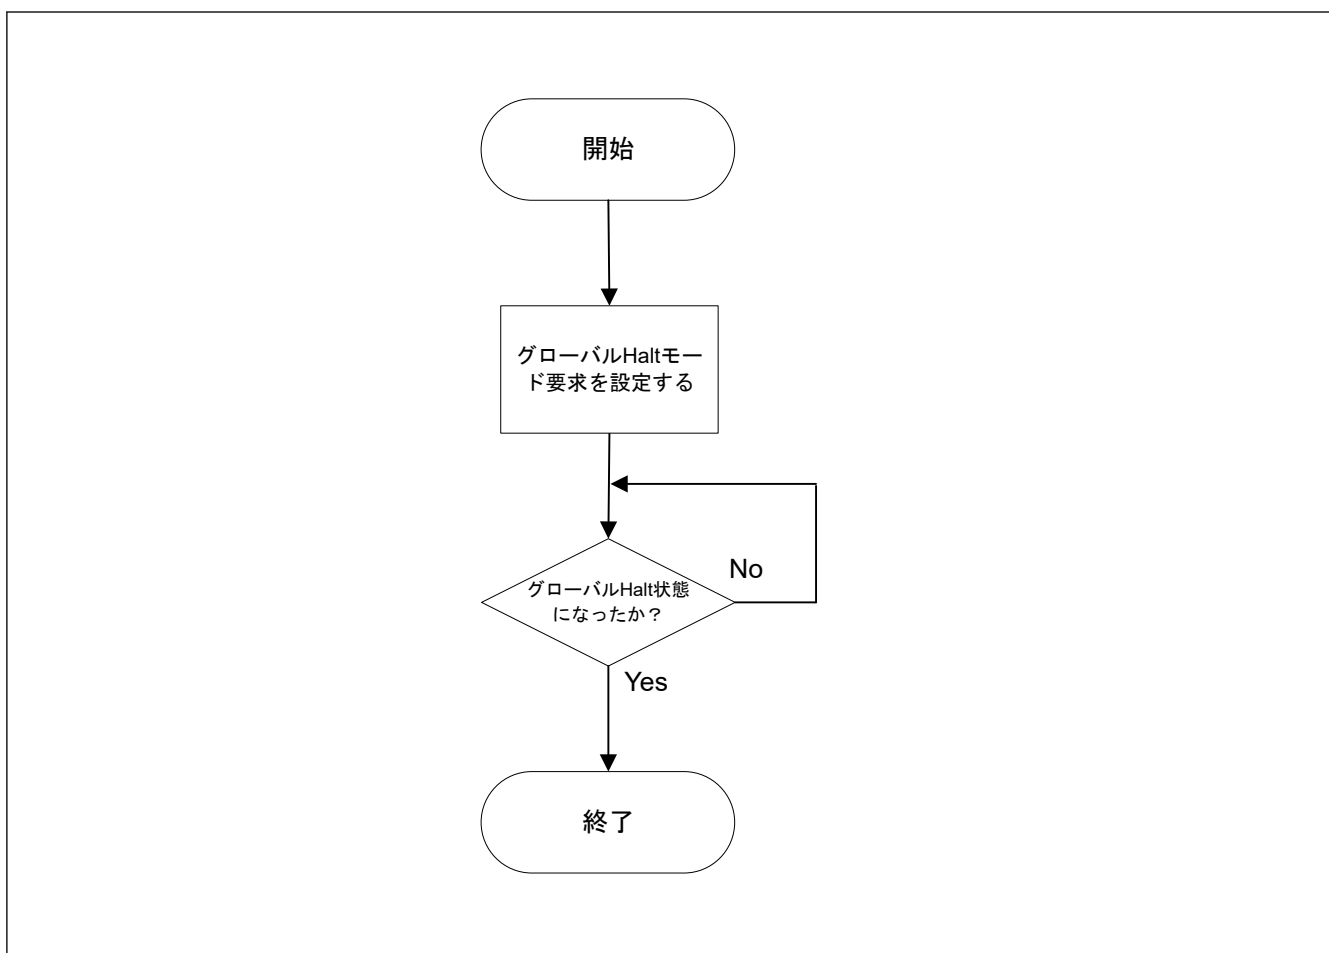 開始
グローバルHaltモー
ド要求を設定する
No
グローバルHalt状態
になったか？
Yes
終了